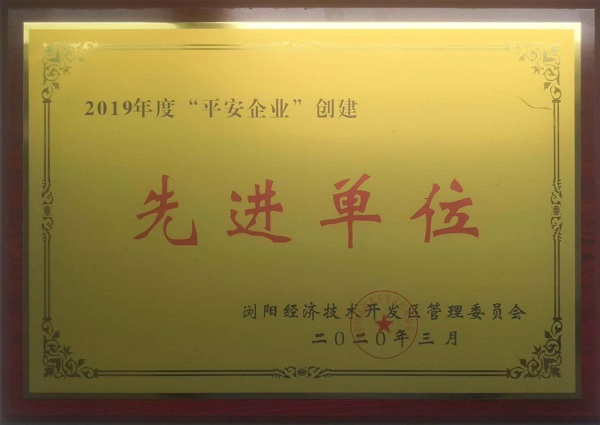 2019年度“平安企业”创建
先进单位
浏阳经济技术开发区管理委员会
二〇二〇年三月